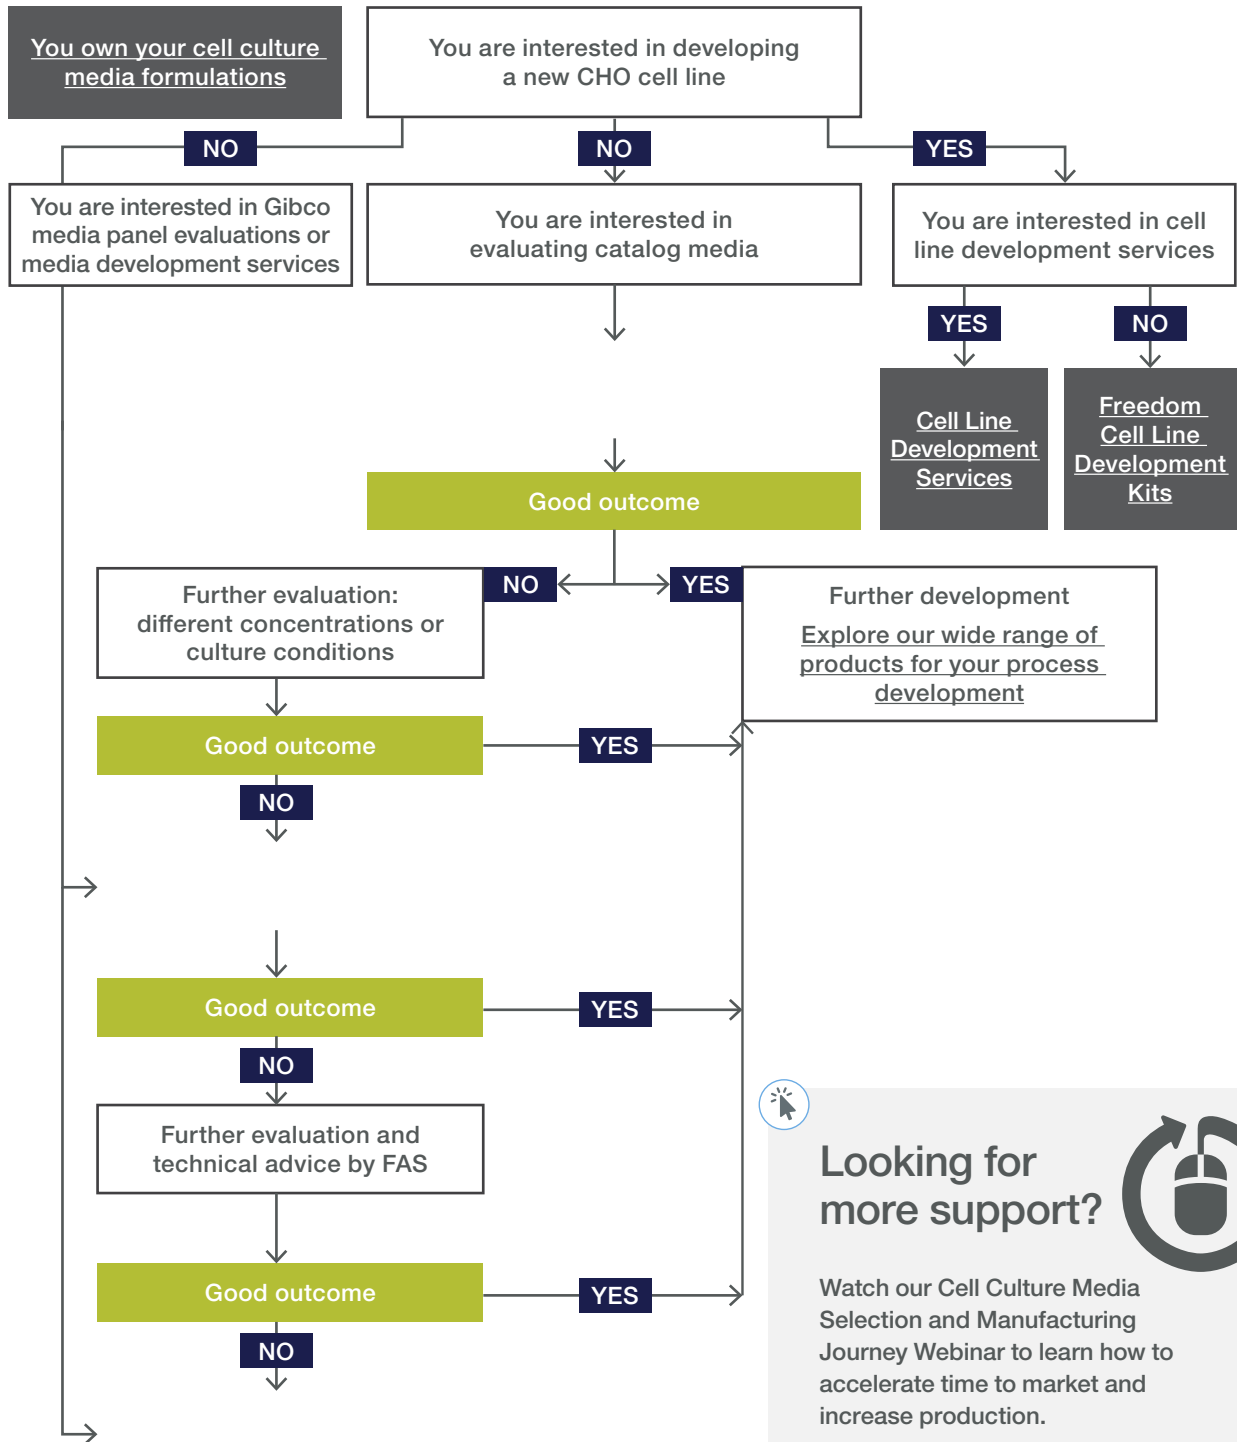 You own your cell culture
media formulations
You are interested in developing
a new CHO cell line
NO
NO
YES
You are interested in Gibco
media panel evaluations or
media development services
You are interested in
evaluating catalog media
You are interested in cell
line development services
YES
NO
Cell Line
Development
Services
Freedom
Cell Line
Development
Kits
Good outcome
NO
YES
Further evaluation:
different concentrations or
culture conditions
Further development
Explore our wide range of
products for your process
development
Good outcome
YES
NO
Good outcome
YES
NO
Further evaluation and
technical advice by FAS
Good outcome
YES
NO
Looking for
more support?
Watch our Cell Culture Media
Selection and Manufacturing
Journey Webinar to learn how to
accelerate time to market and
increase production.